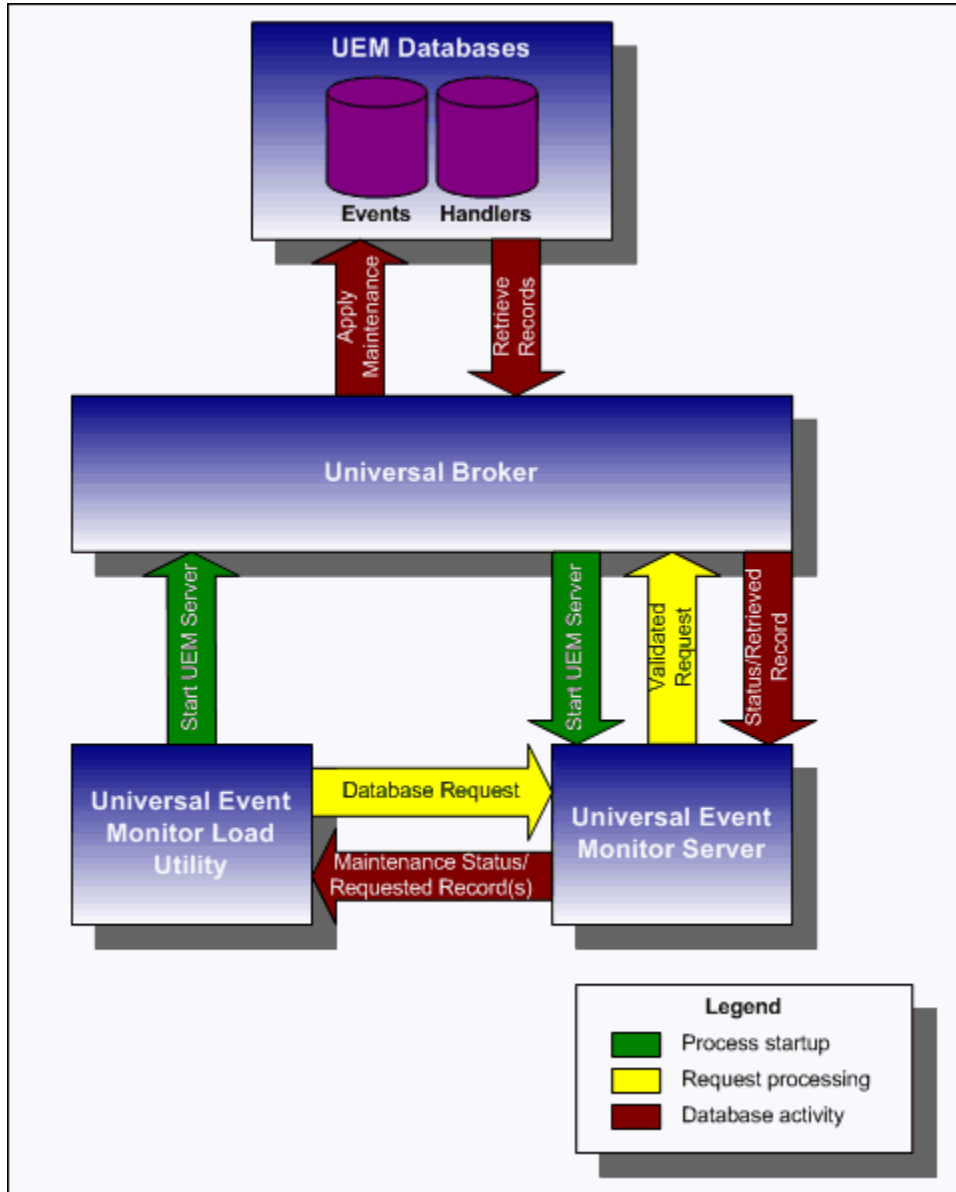 UEM Databases
Events
Handlers
Apply
Maintenance
Retrieve
Records
Universal Broker
Start UEM Server
Start UEM Server
Validated
Request
Status/Retrieved
Record
Universal Event
Monitor Load
Utility
Database Request
Maintenance Status/
Requested Record(s)
Universal Event
Monitor Server
Legend
Process startup
Request processing
Database activity